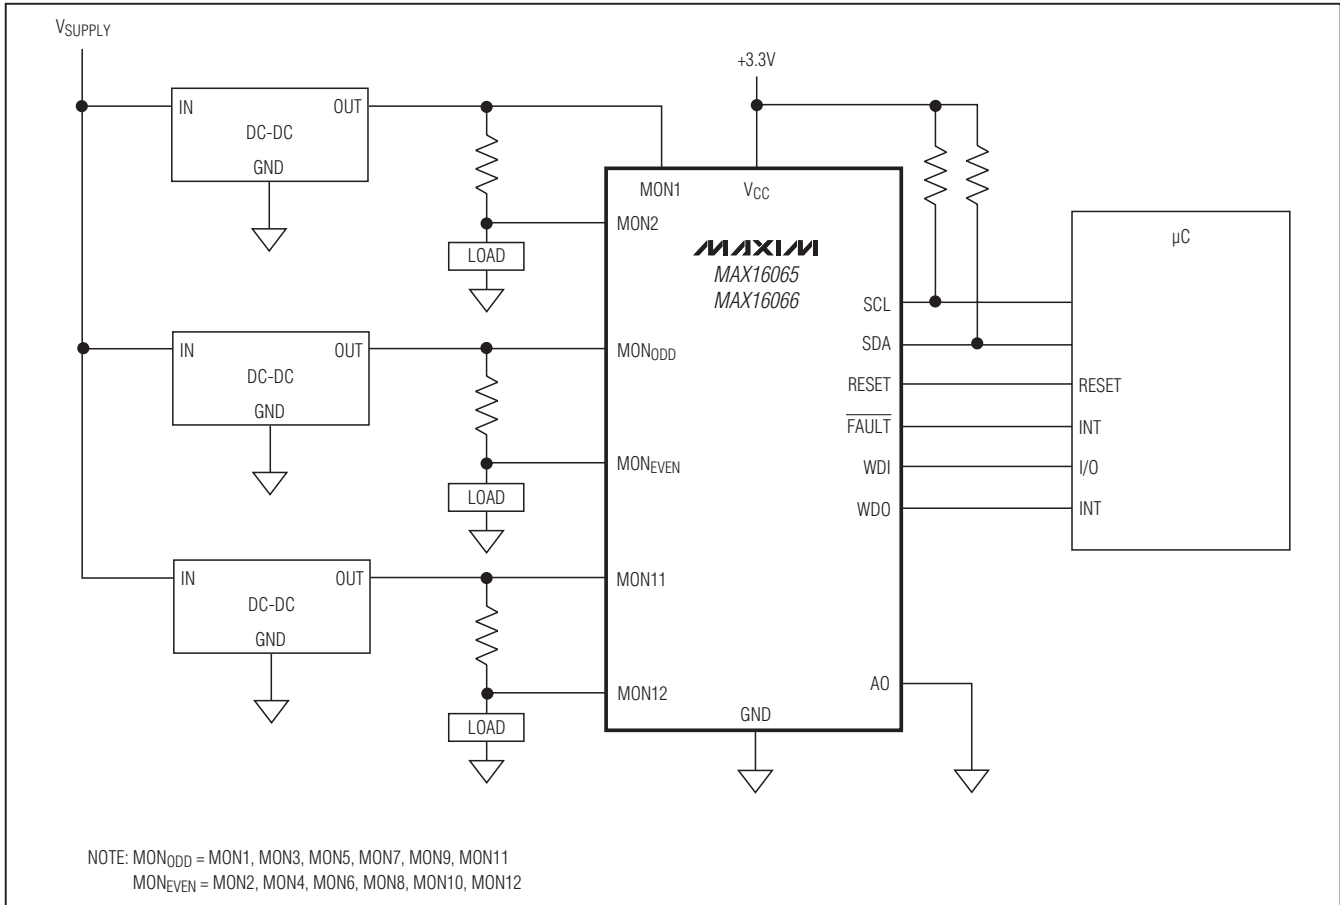 VSUPPLY
+3.3V
IN
OUT
DC-DC
GND
MON1
VCC
MON2
LOAD
MAXIM
MAX16065
MAX16066
µC
SCL
SDA
IN
OUT
DC-DC
GND
MONODD
RESET
RESET
FAULT
INT
MONEVEN
WDI
I/O
LOAD
WDO
INT
IN
OUT
DC-DC
GND
MON11
MON12
LOAD
GND
A0
NOTE: MONODD = MON1, MON3, MON5, MON7, MON9, MON11
MONEVEN = MON2, MON4, MON6, MON8, MON10, MON12